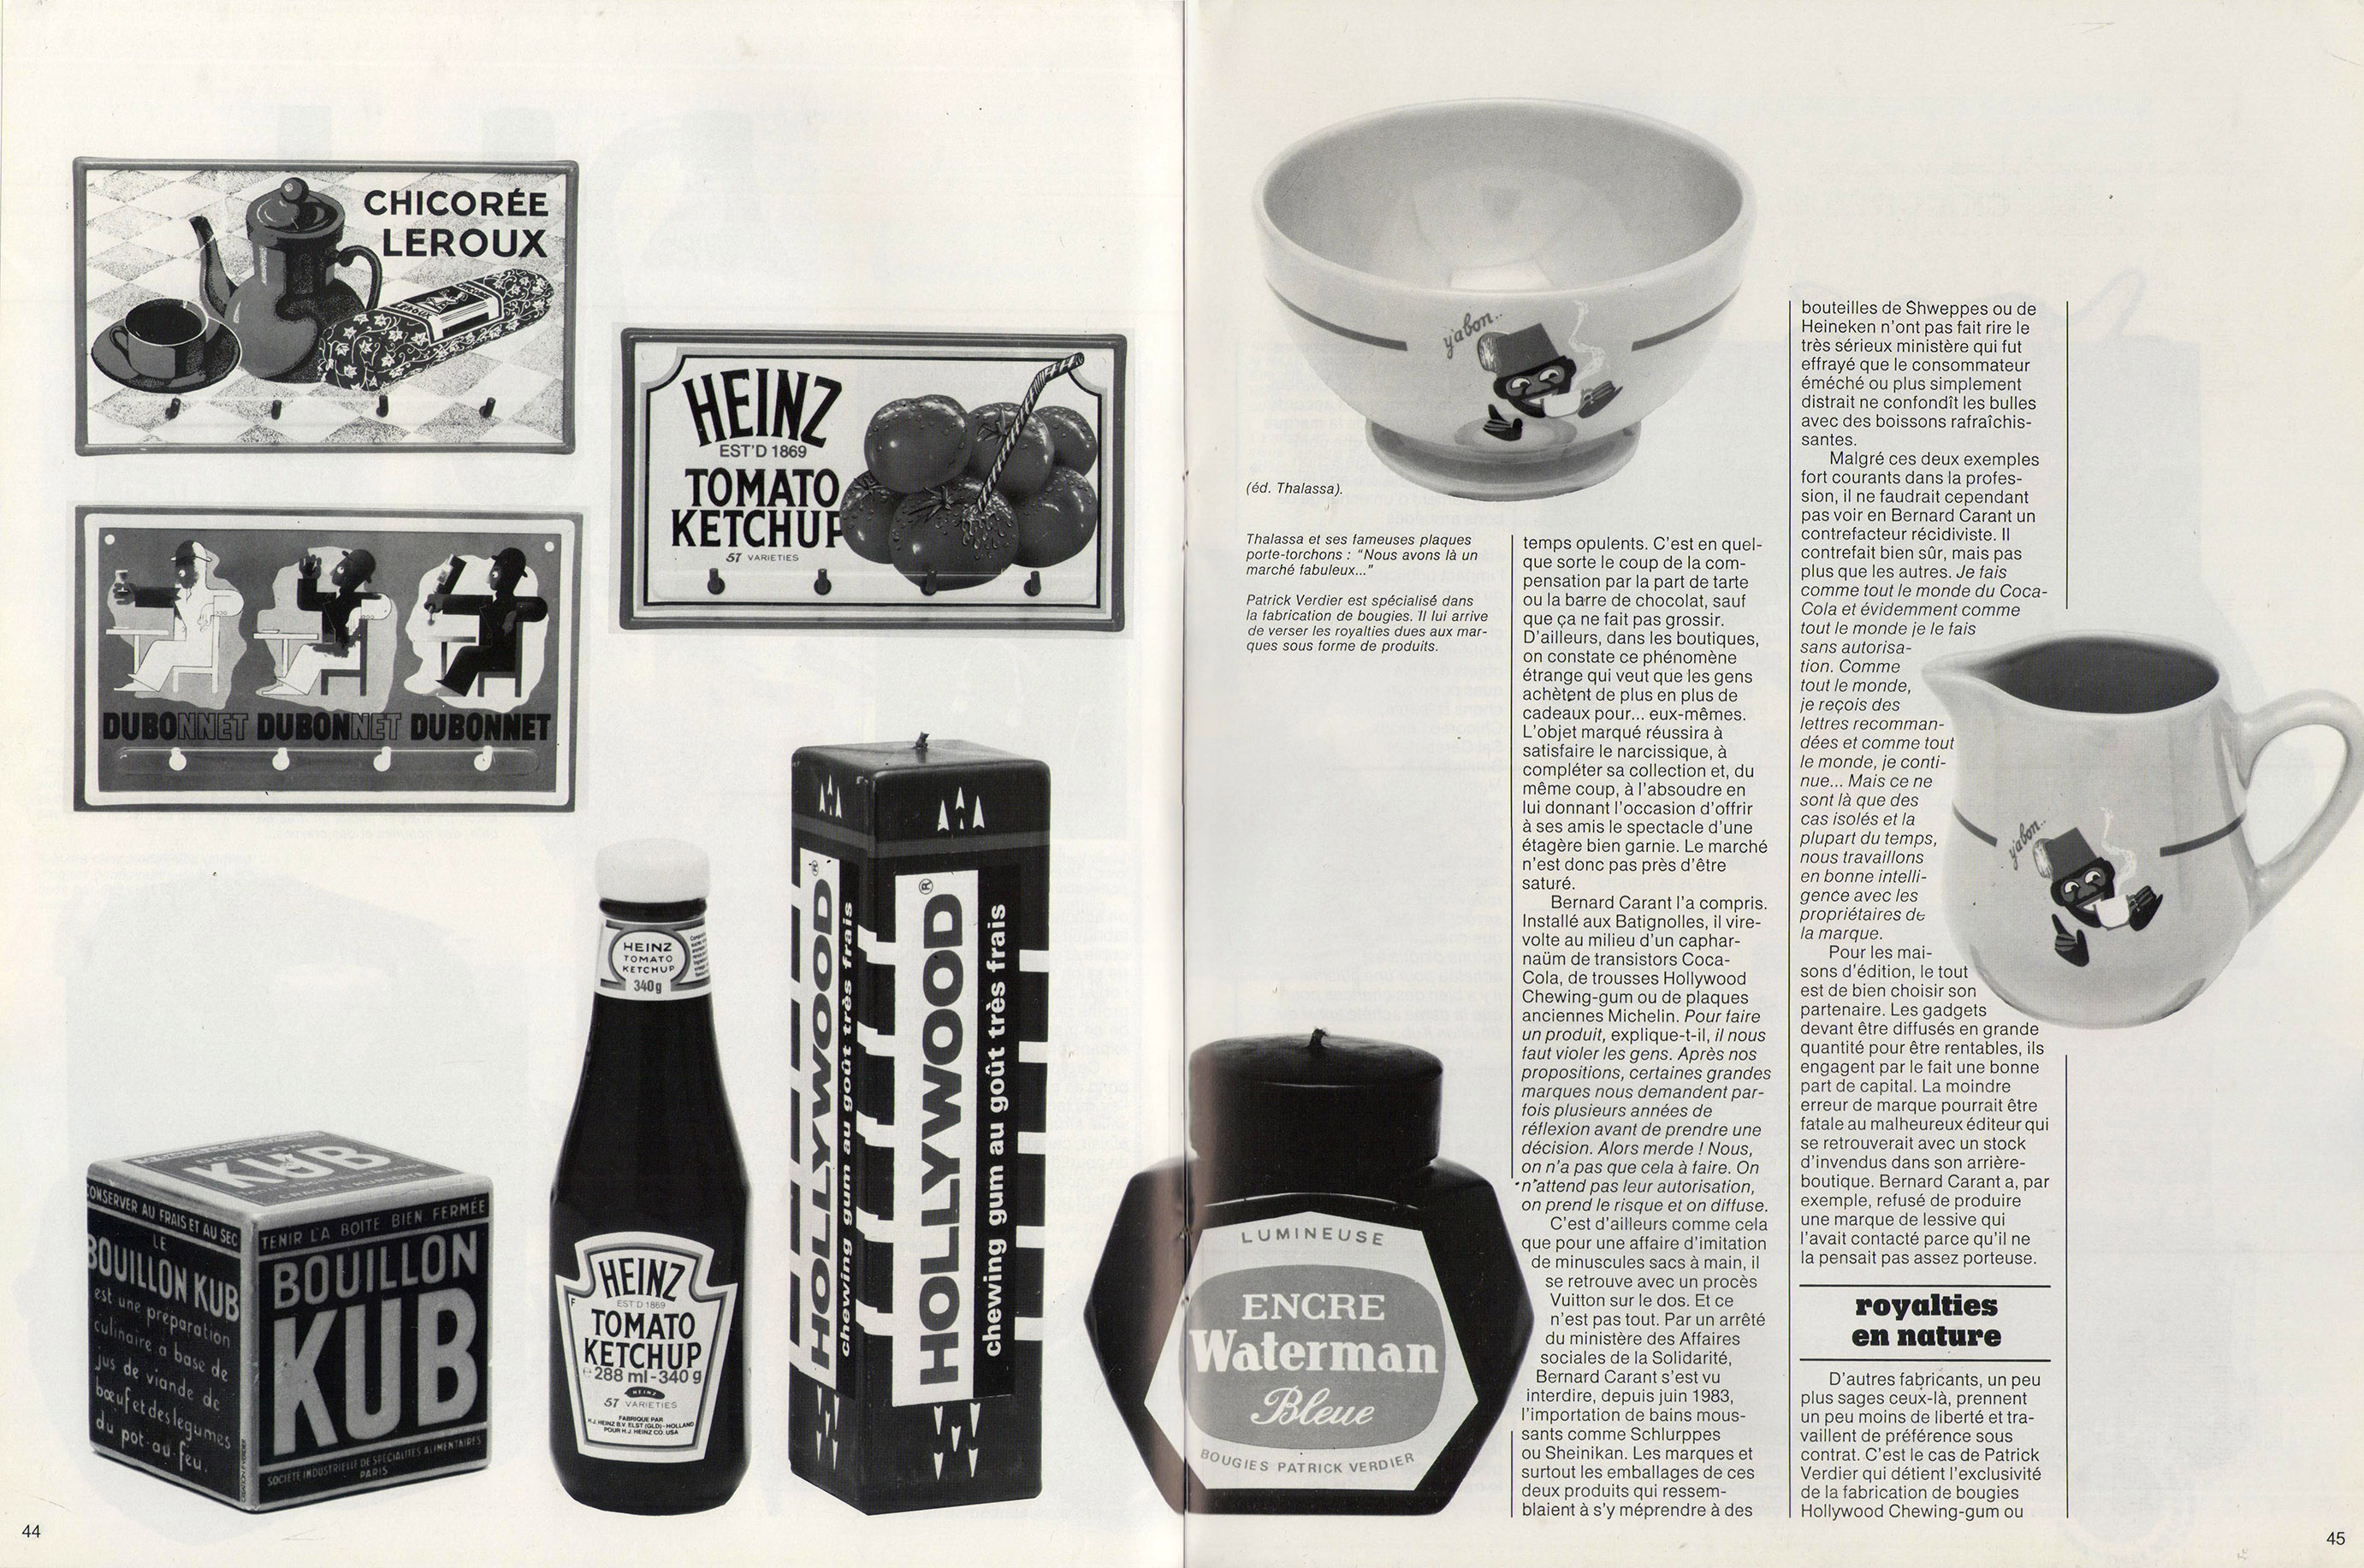 CHICORÉE
LEROUX
HEINZ
EST'D 1869
TOMATO
KETCHUP
57 VARIETIES
DUBONNET DUBONNET DUBONNET
KUB
CONSERVER AU FRAIS ET AU SEC
LE
BOUILLON KUB
est une préparation
culinaire a base de
jus de viande de
bœuf et des legumes
du pot-au-feu.
TENIR LA BOITE BIEN FERMÉE
BOUILLON
KUB
SOCIÉTÉ INDUSTRIELLE DE SPÉCIALITÉS ALIMENTAIRES
PARIS
HEINZ
TOMATO
KETCHUP
340g
HEINZ
EST'D 1869
TOMATO
KETCHUP
e 288 ml - 340 g
HEINZ
57 VARIETIES
FABRIQUE PAR
H.J. HEINZ B.V. ELST (GLD) - HOLLAND
POUR H.J. HEINZ CO. USA
HOLLYWOOD®
chewing gum au goût très frais
HOLLYWOOD®
chewing gum au goût très frais
44
y'abon..
(éd. Thalassa).
Thalassa et ses fameuses plaques
porte-torchons : “Nous avons là un
marché fabuleux...”
Patrick Verdier est spécialisé dans
la fabrication de bougies. Il lui arrive
de verser les royalties dues aux mar-
ques sous forme de produits.
LUMINEUSE
ENCRE
Waterman
Bleue
BOUGIES PATRICK VERDIER
temps opulents. C'est en quel-
que sorte le coup de la com-
pensation par la part de tarte
ou la barre de chocolat, sauf
que ça ne fait pas grossir.
D'ailleurs, dans les boutiques,
on constate ce phénomène
étrange qui veut que les gens
achètent de plus en plus de
cadeaux pour... eux-mêmes.
L'objet marqué réussira à
satisfaire le narcissique, à
compléter sa collection et, du
même coup, à l'absoudre en
lui donnant l'occasion d'offrir
à ses amis le spectacle d'une
étagère bien garnie. Le marché
n'est donc pas près d'être
saturé.
Bernard Carant l'a compris.
Installé aux Batignolles, il vire-
volte au milieu d'un caphar-
naüm de transistors Coca-
Cola, de trousses Hollywood
Chewing-gum ou de plaques
anciennes Michelin. Pour faire
un produit, explique-t-il, il nous
faut violer les gens. Après nos
propositions, certaines grandes
marques nous demandent par-
fois plusieurs années de
réflexion avant de prendre une
décision. Alors merde ! Nous,
on n'a pas que cela à faire. On
n'attend pas leur autorisation,
on prend le risque et on diffuse.
C'est d'ailleurs comme cela
que pour une affaire d'imitation
de minuscules sacs à main, il
se retrouve avec un procès
Vuitton sur le dos. Et ce
n'est pas tout. Par un arrêté
du ministère des Affaires
sociales de la Solidarité,
Bernard Carant s'est vu
interdire, depuis juin 1983,
l'importation de bains mous-
sants comme Schlurppes
ou Sheinikan. Les marques et
surtout les emballages de ces
deux produits qui ressem-
blaient à s'y méprendre à des
bouteilles de Shweppes ou de
Heineken n'ont pas fait rire le
très sérieux ministère qui fut
effrayé que le consommateur
éméché ou plus simplement
distrait ne confondît les bulles
avec des boissons rafraîchis-
santes.
Malgré ces deux exemples
fort courants dans la profes-
sion, il ne faudrait cependant
pas voir en Bernard Carant un
contrefacteur récidiviste. Il
contrefait bien sûr, mais pas
plus que les autres. Je fais
comme tout le monde du Coca-
Cola et évidemment comme
tout le monde je le fais
sans autorisa-
tion. Comme
tout le monde,
je reçois des
lettres recomman-
dées et comme tout
le monde, je conti-
nue... Mais ce ne
sont là que des
cas isolés et la
plupart du temps,
nous travaillons
en bonne intelli-
gence avec les
propriétaires de
la marque.
Pour les mai-
sons d'édition, le tout
est de bien choisir son
partenaire. Les gadgets
devant être diffusés en grande
quantité pour être rentables, ils
engagent par le fait une bonne
part de capital. La moindre
erreur de marque pourrait être
fatale au malheureux éditeur qui
se retrouverait avec un stock
d'invendus dans son arrière-
boutique. Bernard Carant a, par
exemple, refusé de produire
une marque de lessive qui
l'avait contacté parce qu'il ne
la pensait pas assez porteuse.
royalties
en nature
D'autres fabricants, un peu
plus sages ceux-là, prennent
un peu moins de liberté et tra-
vaillent de préférence sous
contrat. C'est le cas de Patrick
Verdier qui détient l'exclusivité
de la fabrication de bougies
Hollywood Chewing-gum ou
y'abon..
45